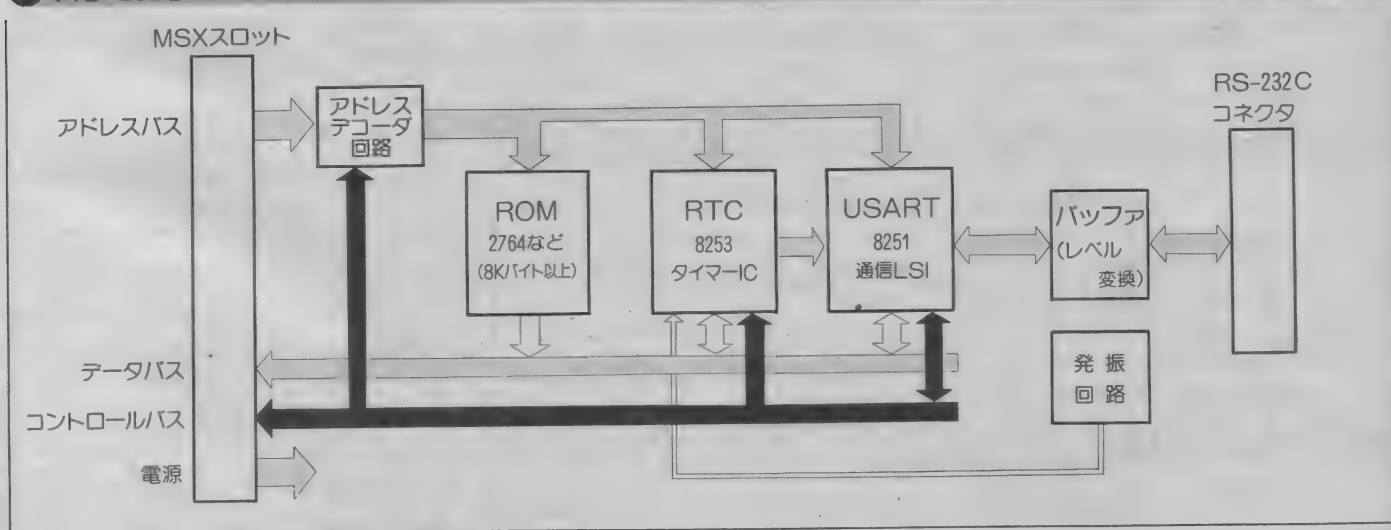 MSXスロット
アドレスバス
アドレス
デコーダ
回路
ROM
2764など
(8Kバイト以上)
RTC
8253
タイマーIC
USART
8251
通信LSI
バッファ
(レベル
変換)
RS-232C
コネクタ
発振
回路
データバス
コントロールバス
電源